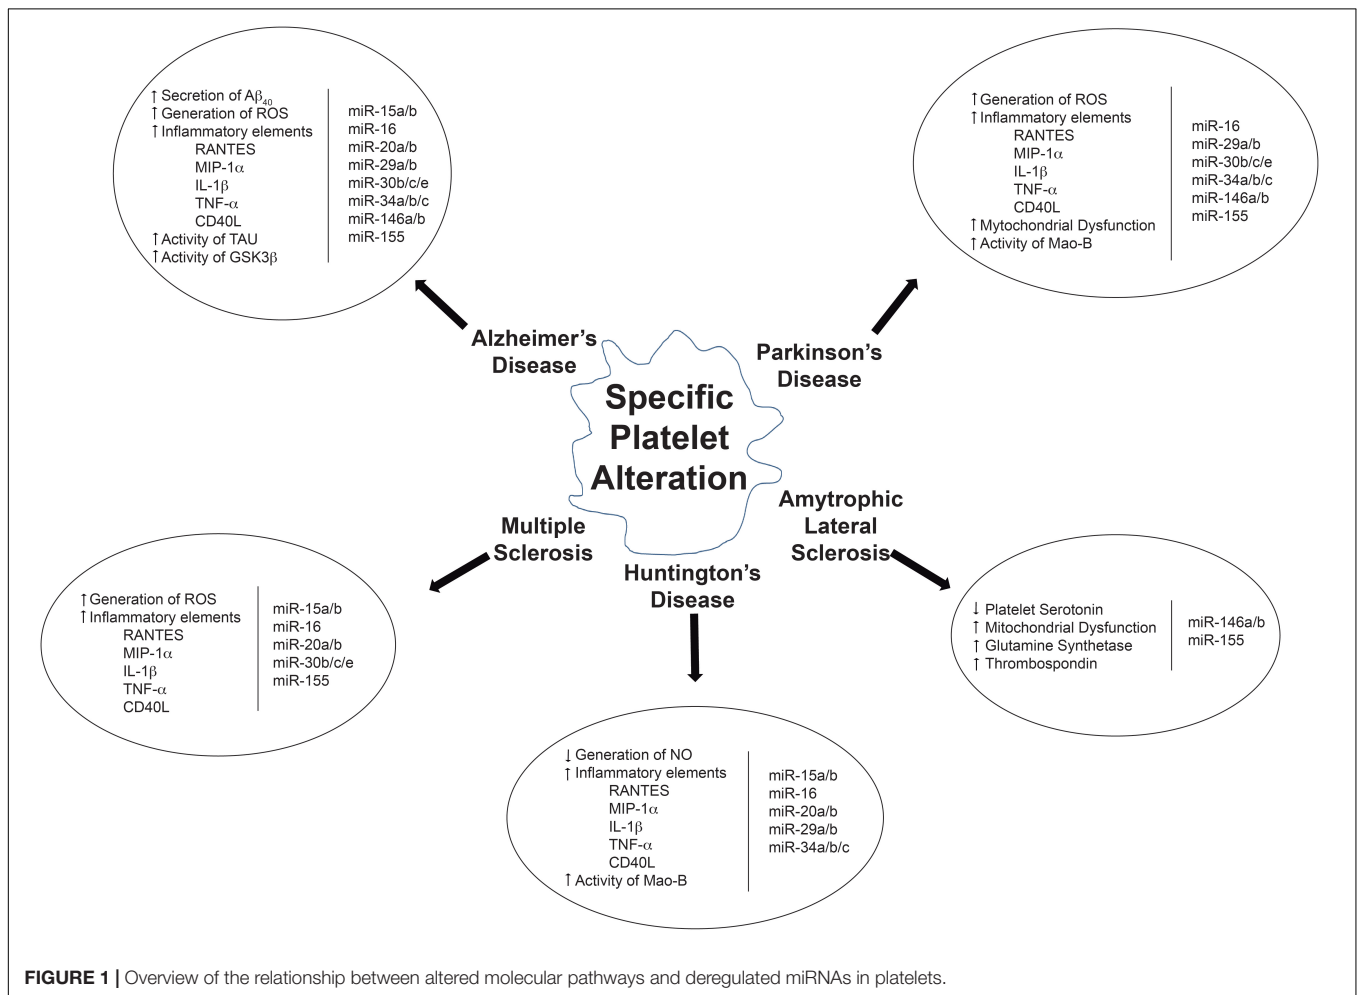 ↑ Secretion of Aβ40
↑ Generation of ROS
↑ Inflammatory elements
RANTES
MIP-1α
IL-1β
TNF-α
CD40L
↑ Activity of TAU
↑ Activity of GSK3β
miR-15a/b
miR-16
miR-20a/b
miR-29a/b
miR-30b/c/e
miR-34a/b/c
miR-146a/b
miR-155
↑ Generation of ROS
↑ Inflammatory elements
RANTES
MIP-1α
IL-1β
TNF-α
CD40L
↑ Mytochondrial Dysfunction
↑ Activity of Mao-B
miR-16
miR-29a/b
miR-30b/c/e
miR-34a/b/c
miR-146a/b
miR-155
Alzheimer's
Disease
Parkinson's
Disease
Specific
Platelet
Alteration
Multiple
Sclerosis
Amytrophic
Lateral
Sclerosis
Huntington's
Disease
↑ Generation of ROS
↑ Inflammatory elements
RANTES
MIP-1α
IL-1β
TNF-α
CD40L
miR-15a/b
miR-16
miR-20a/b
miR-30b/c/e
miR-155
↓ Platelet Serotonin
↑ Mitochondrial Dysfunction
↑ Glutamine Synthetase
↑ Thrombospondin
miR-146a/b
miR-155
↓ Generation of NO
↑ Inflammatory elements
RANTES
MIP-1α
IL-1β
TNF-α
CD40L
↑ Activity of Mao-B
miR-15a/b
miR-16
miR-20a/b
miR-29a/b
miR-34a/b/c
FIGURE 1 | Overview of the relationship between altered molecular pathways and deregulated miRNAs in platelets.